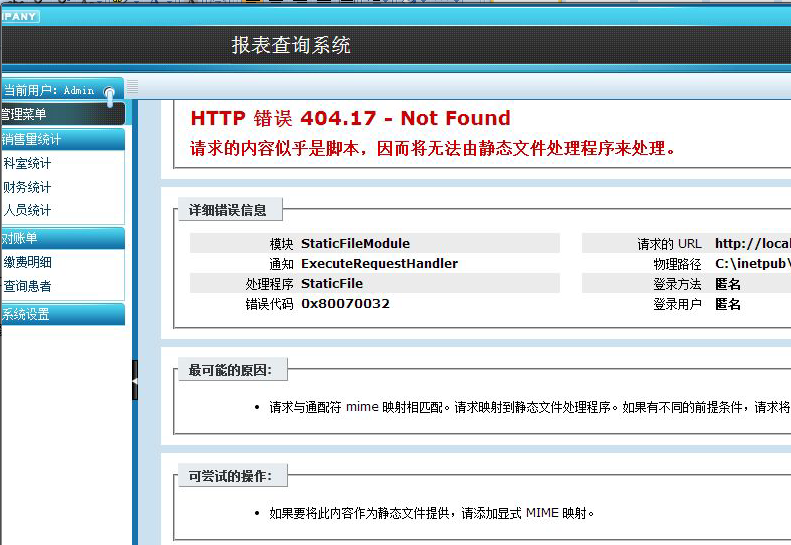 IPANY
报表查询系统
当前用户: Admin
管理菜单
销售量统计
科室统计
财务统计
人员统计
对账单
缴费明细
查询患者
系统设置
HTTP 错误 404.17 - Not Found
请求的内容似乎是脚本，因而将无法由静态文件处理程序来处理。
详细错误信息
模块 StaticFileModule
通知 ExecuteRequestHandler
处理程序 StaticFile
错误代码 0x80070032
请求的 URL http://local
物理路径 C:\inetpub\
登录方法 匿名
登录用户 匿名
最可能的原因:
• 请求与通配符 mime 映射相匹配。请求映射到静态文件处理程序。如果有不同的前提条件，请求将
可尝试的操作:
• 如果要将此内容作为静态文件提供，请添加显式 MIME 映射。